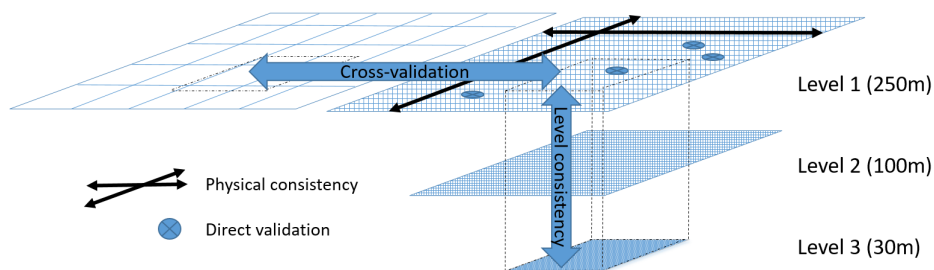 Cross-validation
Level 1 (250m)
Level consistency
Level 2 (100m)
Physical consistency
Direct validation
Level 3 (30m)